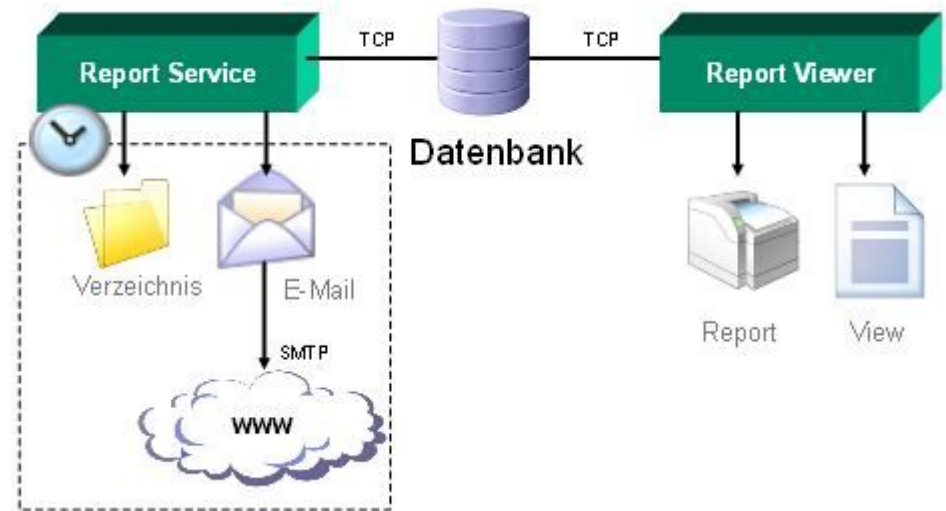 TCP
TCP
Report Service
Report Viewer
Datenbank
Verzeichnis
E-Mail
Report
View
SMTP
WWW